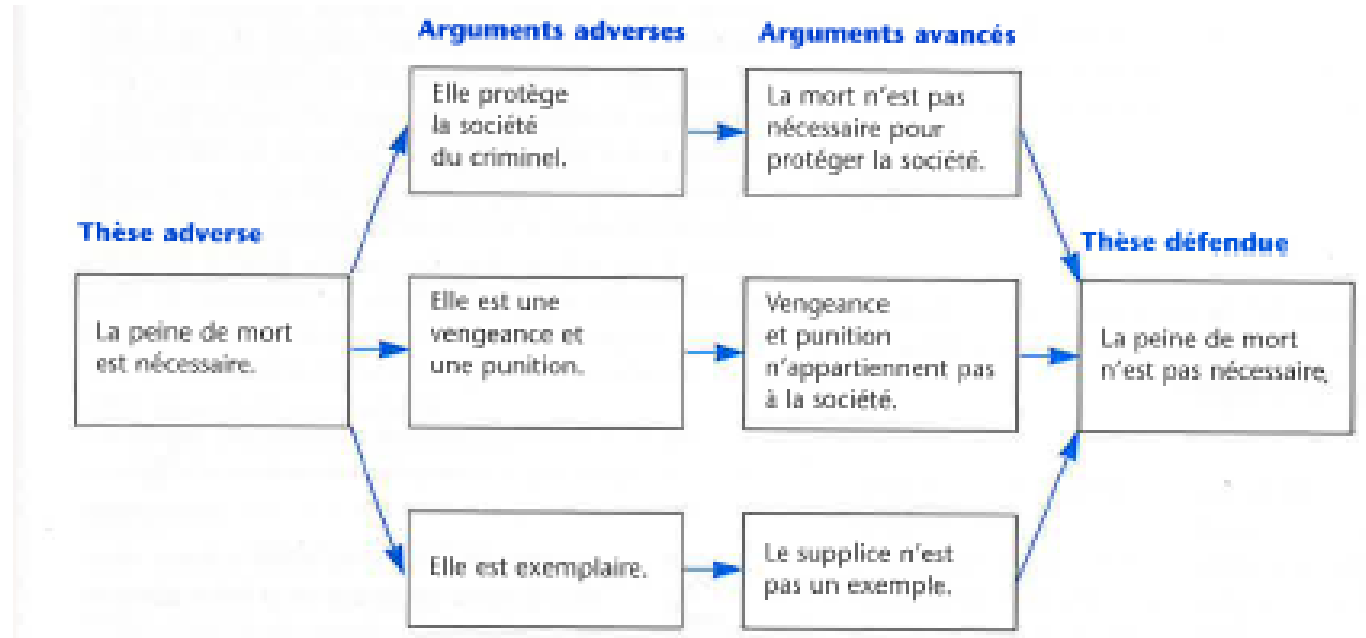 Arguments adverses
Arguments avancés
Elle protège
la société
du criminel.
La mort n'est pas
nécessaire pour
protéger la société.
Thèse adverse
Thèse défendue
La peine de mort
est nécessaire.
Elle est une
vengeance et
une punition.
Vengeance
et punition
n'appartiennent pas
à la société.
La peine de mort
n'est pas nécessaire.
Elle est exemplaire.
Le supplice n'est
pas un exemple.